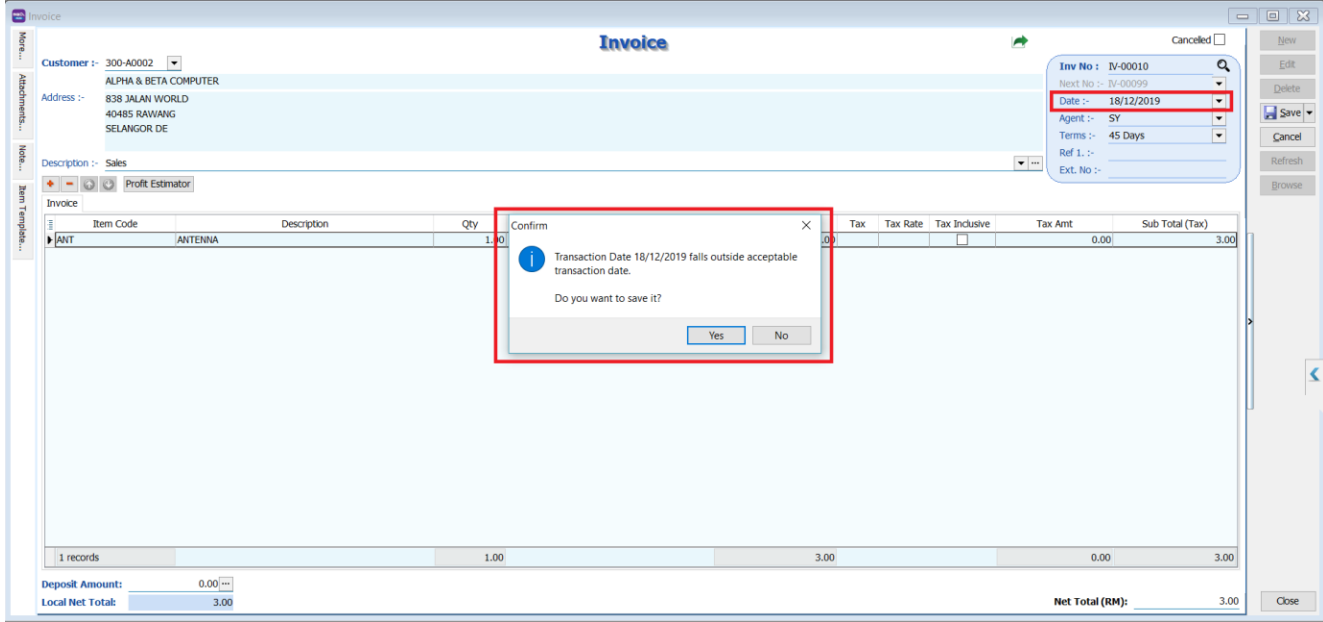 Invoice
More...
Attachments...
Note...
Item Template...
Invoice
Cancelled
Customer :- 300-A0002
ALPHA & BETA COMPUTER
Address :- 838 JALAN WORLD
40485 RAWANG
SELANGOR DE
Description :- Sales
Inv No : IV-00010
Next No :- IV-00099
Date :- 18/12/2019
Agent :- SY
Terms :- 45 Days
Ref 1. :-
Ext. No :-
New
Edit
Delete
Save
Cancel
Refresh
Browse
Profit Estimator
Invoice
Item Code Description Qty Tax Tax Rate Tax Inclusive Tax Amt Sub Total (Tax)
ANT ANTENNA 1.00 0.00 3.00
Confirm
Transaction Date 18/12/2019 falls outside acceptable
transaction date.
Do you want to save it?
Yes No
1 records 1.00 3.00 0.00 3.00
Deposit Amount: 0.00
Local Net Total: 3.00
Net Total (RM): 3.00
Close